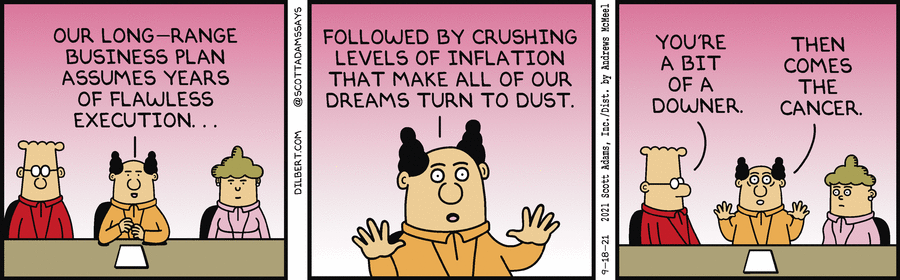 OUR LONG-RANGE
BUSINESS PLAN
ASSUMES YEARS
OF FLAWLESS
EXECUTION...
DILBERT.COM @SCOTTADAMSSAYS
FOLLOWED BY CRUSHING
LEVELS OF INFLATION
THAT MAKE ALL OF OUR
DREAMS TURN TO DUST.
9-18-21 2021 Scott Adams, Inc./Dist. by Andrews McMeel
YOU'RE
A BIT
OF A
DOWNER.
THEN
COMES
THE
CANCER.